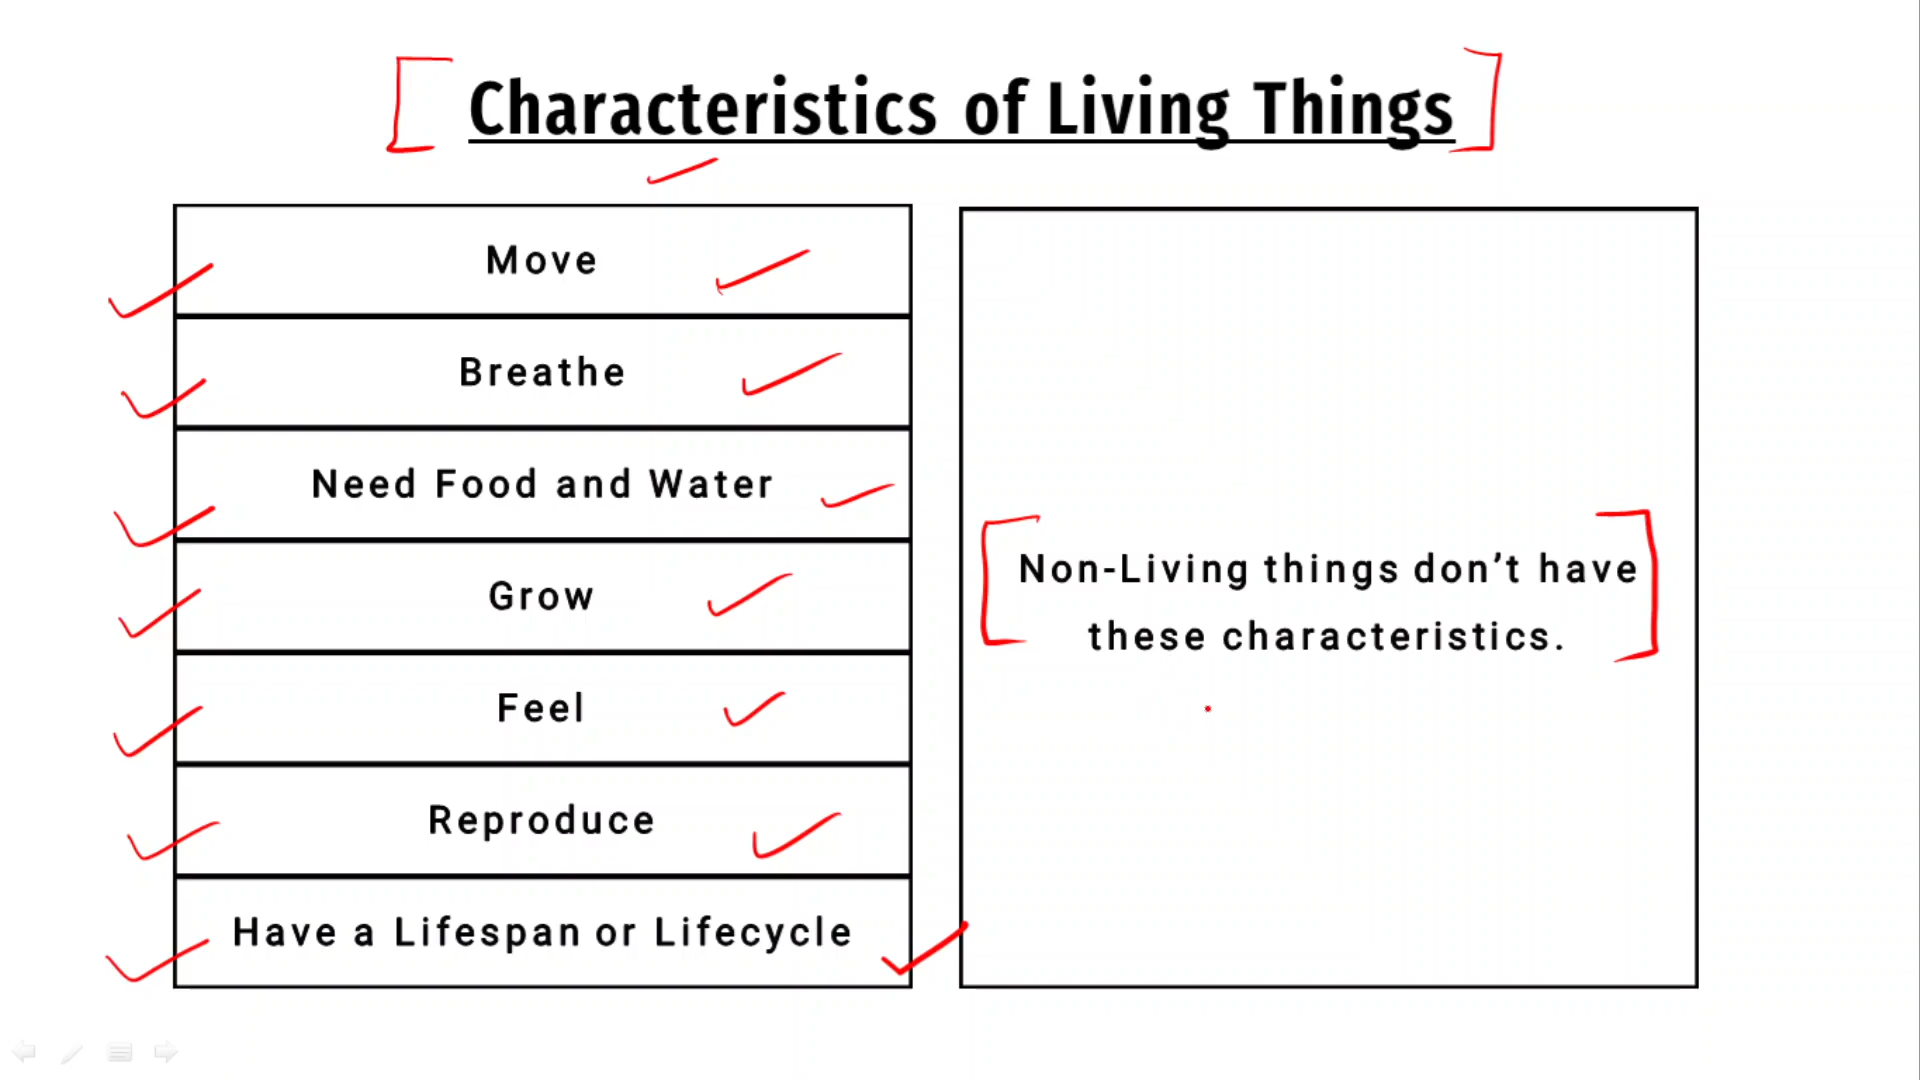 Characteristics of Living Things
Move
Breathe
Need Food and Water
Grow
Feel
Reproduce
Have a Lifespan or Lifecycle
Non-Living things don’t have
these characteristics.